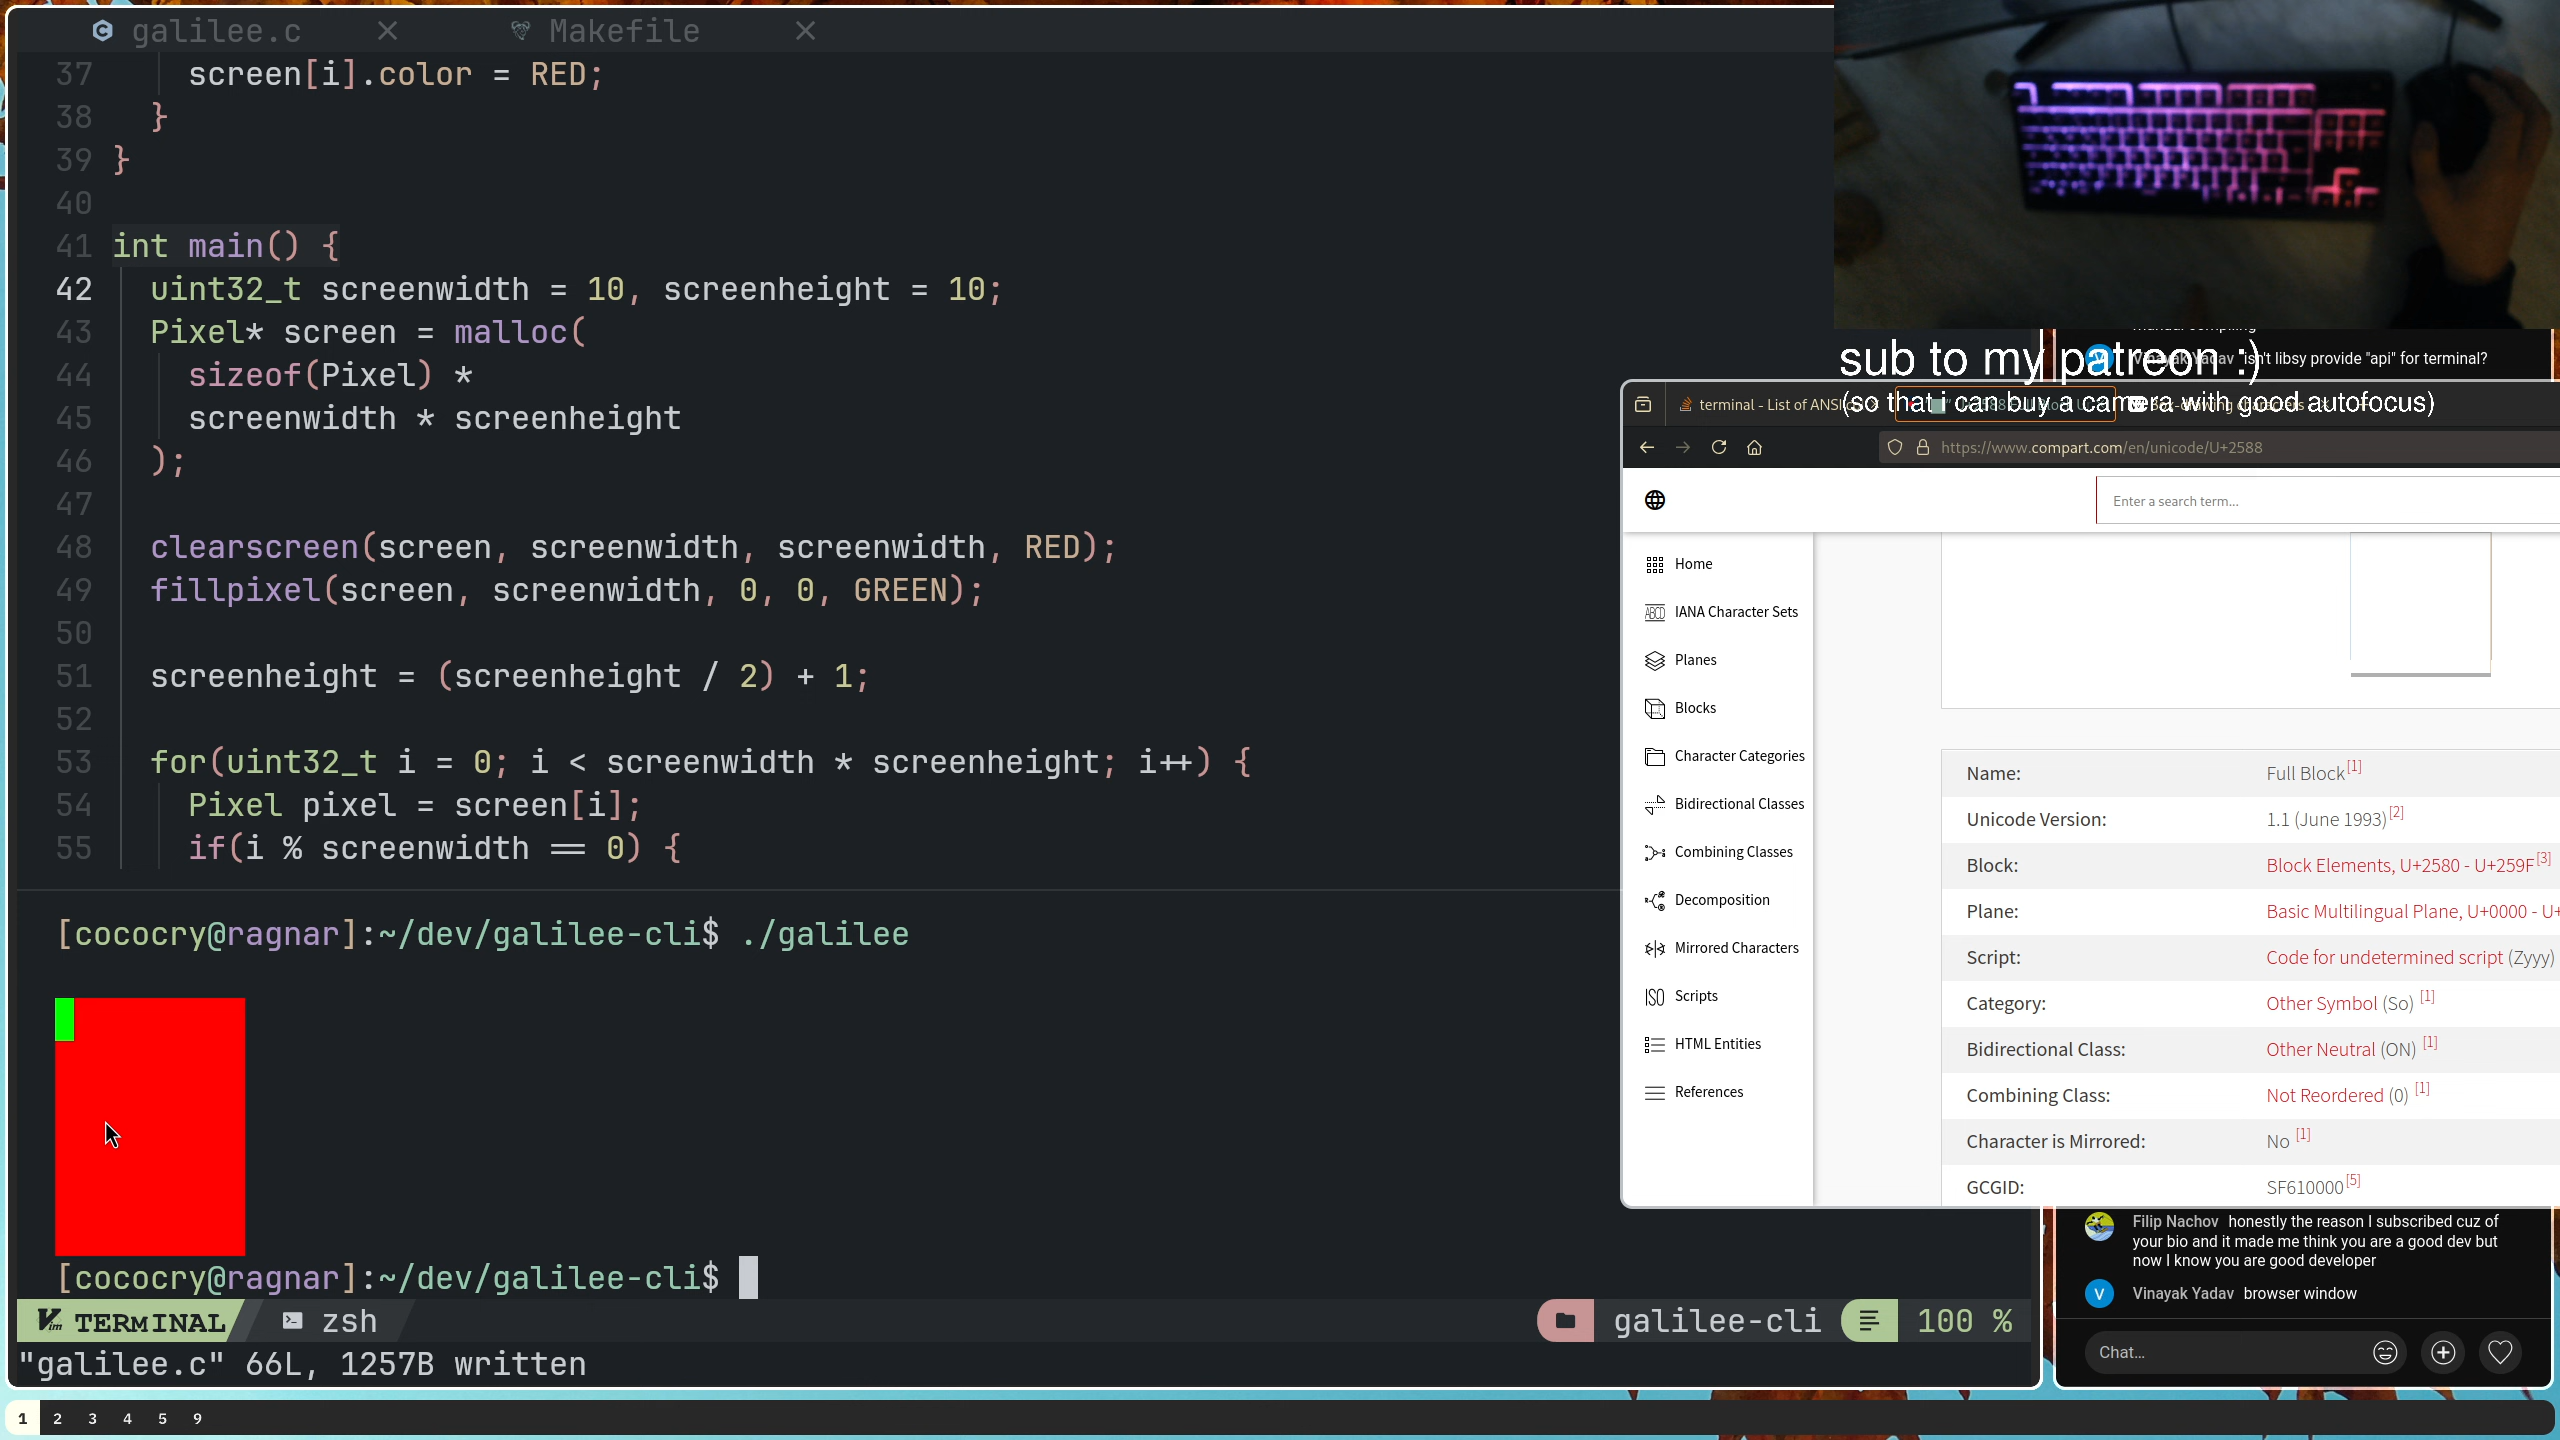 galilee.c
Makefile
37 screen[i].color = RED;
38 }
39 }
40
41 int main() {
42 uint32_t screenwidth = 10, screenheight = 10;
43 Pixel* screen = malloc(
44 sizeof(Pixel) *
45 screenwidth * screenheight
46 );
47
48 clearscreen(screen, screenwidth, screenwidth, RED);
49 fillpixel(screen, screenwidth, 0, 0, GREEN);
50
51 screenheight = (screenheight / 2) + 1;
52
53 for(uint32_t i = 0; i < screenwidth * screenheight; i++) {
54 Pixel pixel = screen[i];
55 if(i % screenwidth == 0) {
[cococry@ragnar]:~/dev/galilee-cli$ ./galilee
[cococry@ragnar]:~/dev/galilee-cli$
TERMINAL zsh galilee-cli 100 %
"galilee.c" 66L, 1257B written
1 2 3 4 5 9
Vinayak Yadav isn't libsy provide "api" for terminal?
sub to my patreon :)
(so that i can buy a camera with good autofocus)
terminal - List of ANSI
https://www.compart.com/en/unicode/U+2588
Enter a search term...
Home
IANA Character Sets
Planes
Blocks
Character Categories
Bidirectional Classes
Combining Classes
Decomposition
Mirrored Characters
Scripts
HTML Entities
References
Name: Full Block[1]
Unicode Version: 1.1 (June 1993)[2]
Block: Block Elements, U+2580 - U+259F[3]
Plane: Basic Multilingual Plane, U+0000 - U+
Script: Code for undetermined script (Zyyy)
Category: Other Symbol (So) [1]
Bidirectional Class: Other Neutral (ON) [1]
Combining Class: Not Reordered (0) [1]
Character is Mirrored: No [1]
GCGID: SF610000[5]
Filip Nachov honestly the reason I subscribed cuz of
your bio and it made me think you are a good dev but
now I know you are good developer
V Vinayak Yadav browser window
Chat...